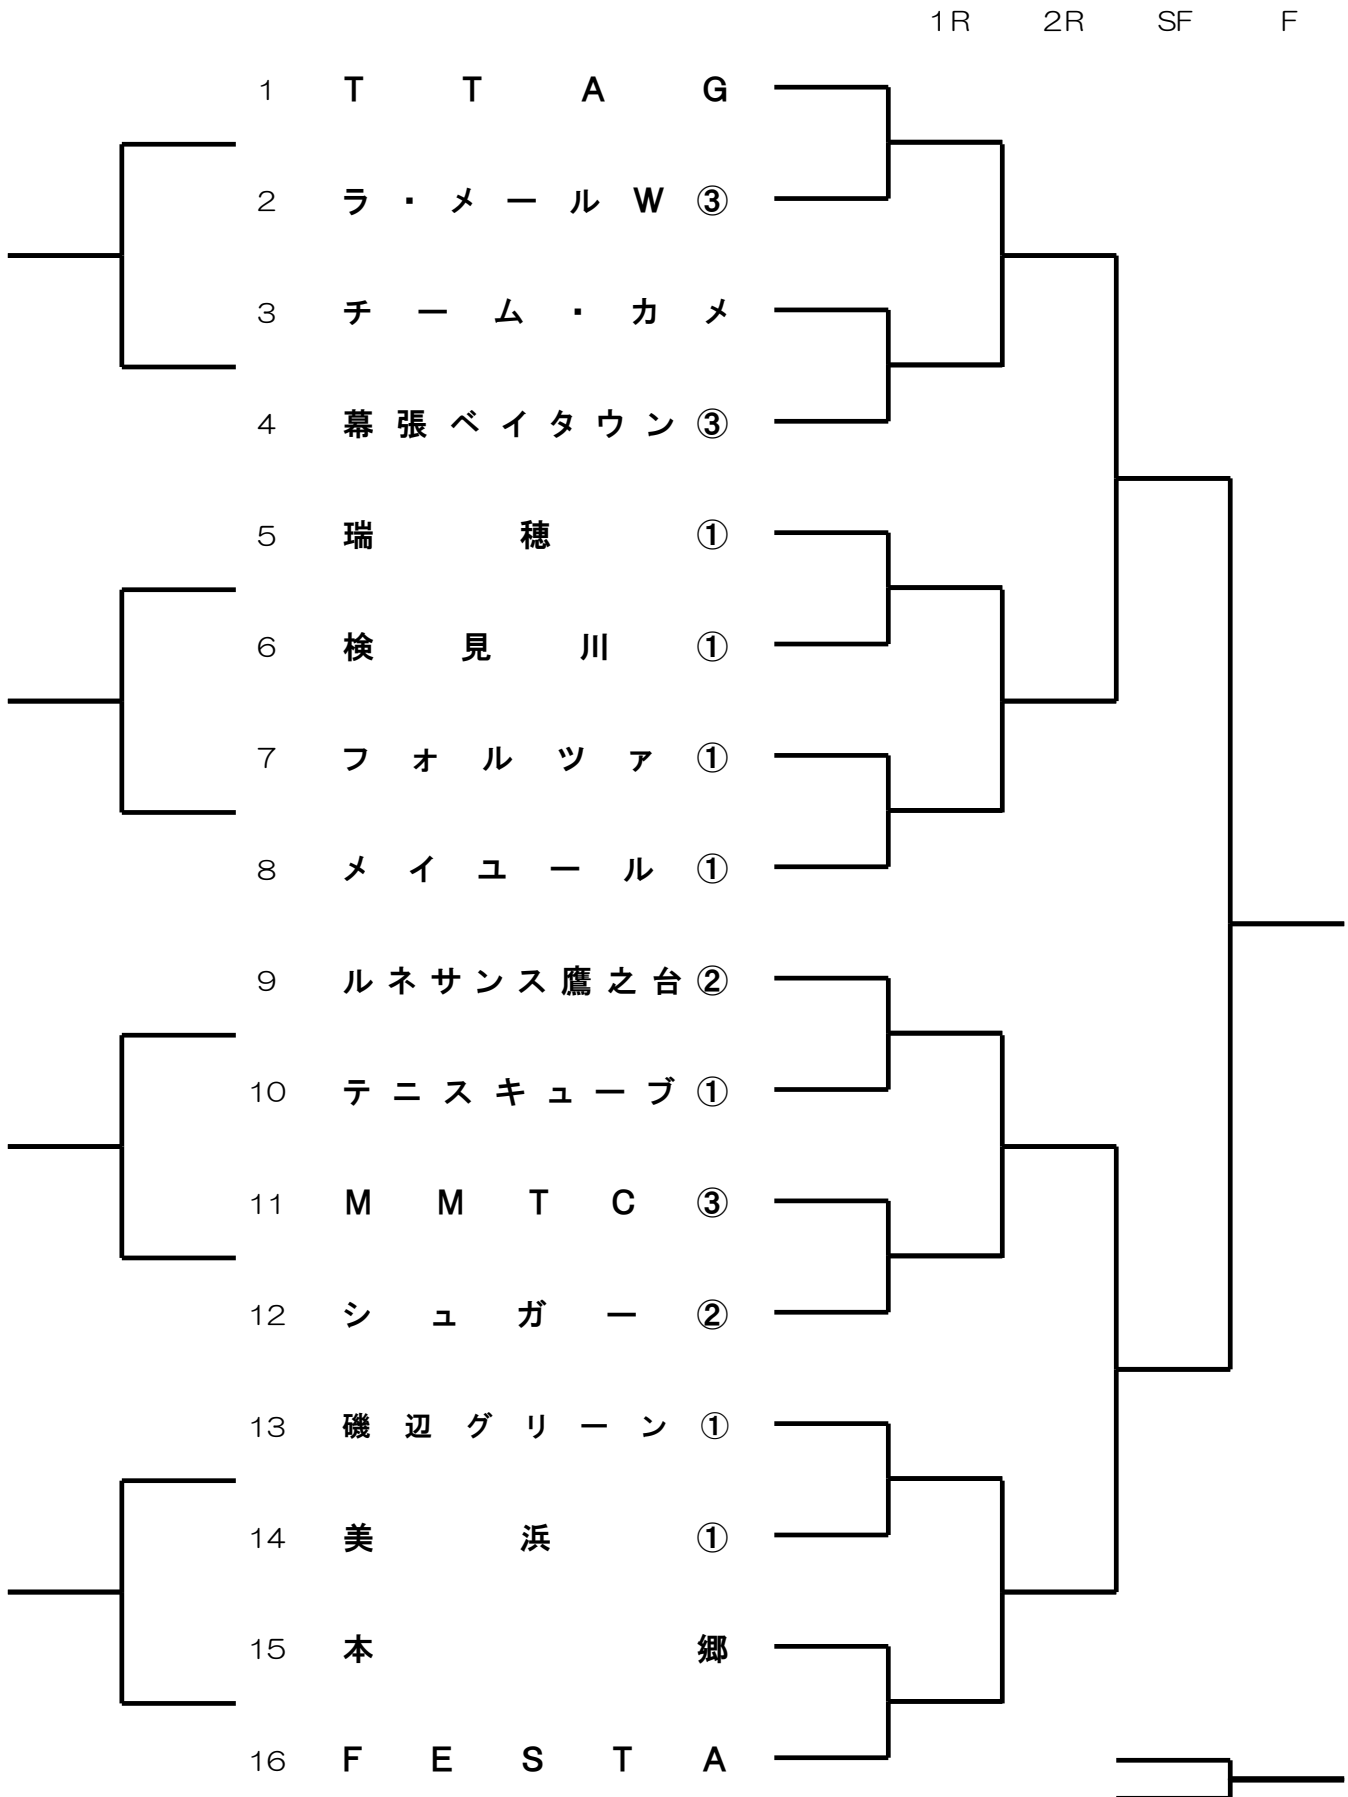 1R 2R SF F
1 TTAG
2 ラ・メールW③
3 チーム・カメ
4 幕張ベイタウン③
5 瑞穂①
6 検見川①
7 フォルツァ①
8 メイユール①
9 ルネサンス鷹之台②
10 テニスキューブ①
11 MMTC③
12 シュガー②
13 磯辺グリーン①
14 美浜①
15 本郷
16 FESTA